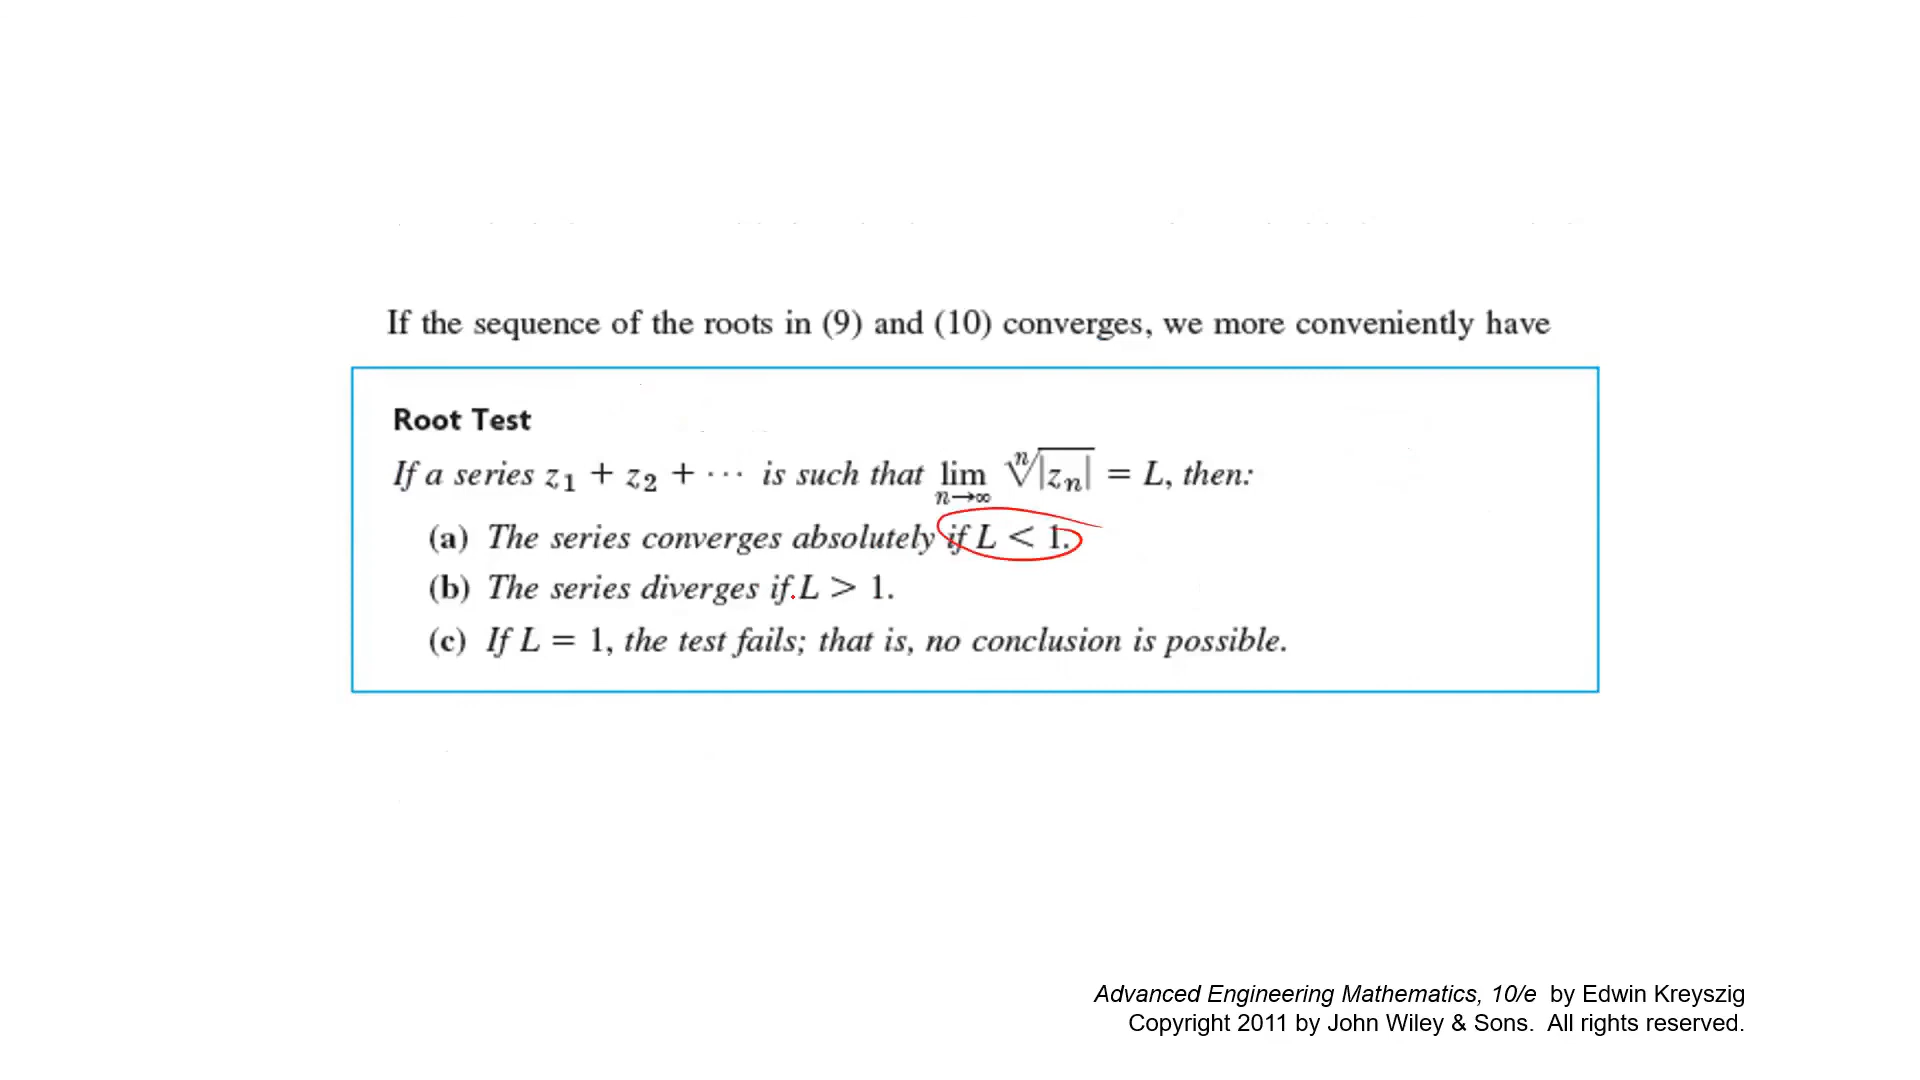 If the sequence of the roots in (9) and (10) converges, we more conveniently have
Root Test
If a series z₁ + z₂ + ··· is such that lim n→∞ ⁿ√|zₙ| = L, then:
(a) The series converges absolutely if L < 1.
(b) The series diverges if L > 1.
(c) If L = 1, the test fails; that is, no conclusion is possible.
Advanced Engineering Mathematics, 10/e by Edwin Kreyszig
Copyright 2011 by John Wiley & Sons. All rights reserved.